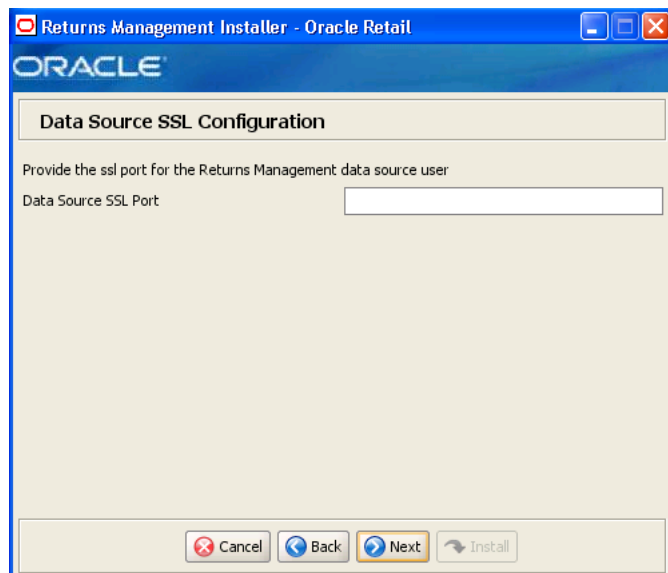 Returns Management Installer - Oracle Retail
ORACLE
Data Source SSL Configuration
Provide the ssl port for the Returns Management data source user
Data Source SSL Port
Cancel
Back
Next
Install